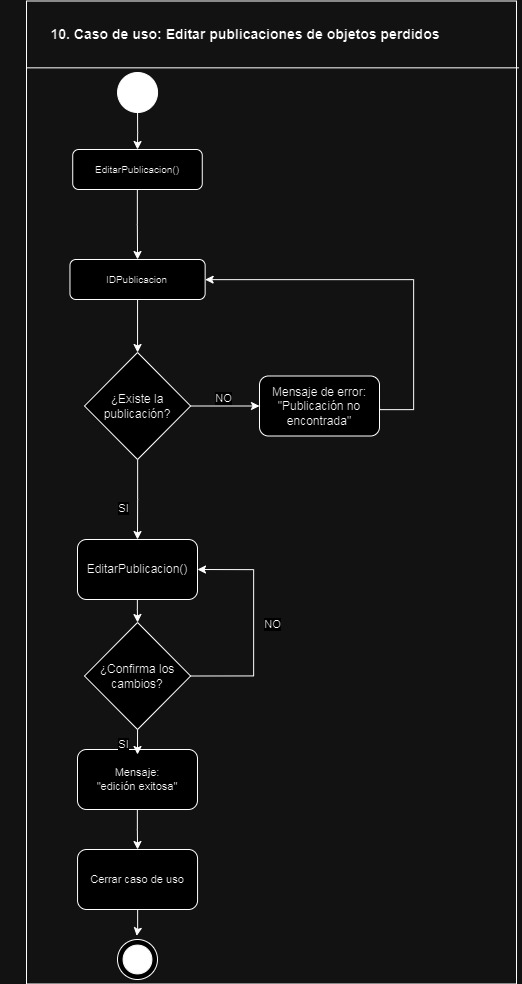 10. Caso de uso: Editar publicaciones de objetos perdidos
EditarPublicacion()
IDPublicacion
¿Existe la
publicación?
NO
Mensaje de error:
"Publicación no
encontrada"
SI
EditarPublicacion()
NO
¿Confirma los
cambios?
SI
Mensaje:
"edición exitosa"
Cerrar caso de uso